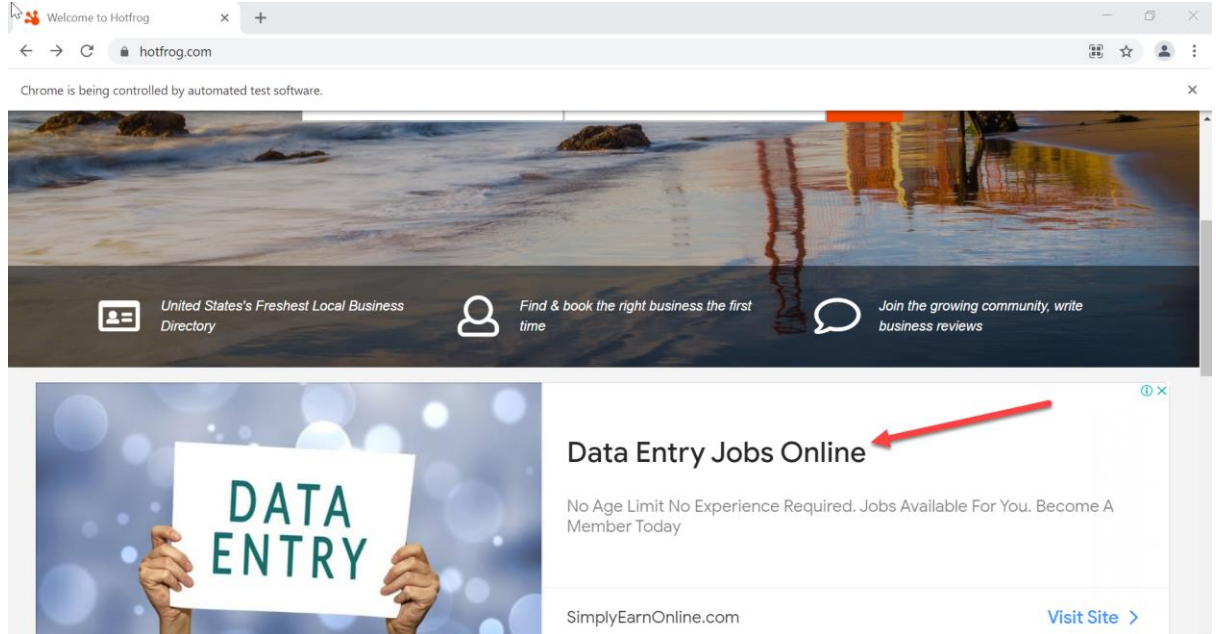 Welcome to Hotfrog
hotfrog.com
Chrome is being controlled by automated test software.
United States's Freshest Local Business
Directory
Find & book the right business the first
time
Join the growing community, write
business reviews
DATA
ENTRY
Data Entry Jobs Online
No Age Limit No Experience Required. Jobs Available For You. Become A
Member Today
SimplyEarnOnline.com
Visit Site